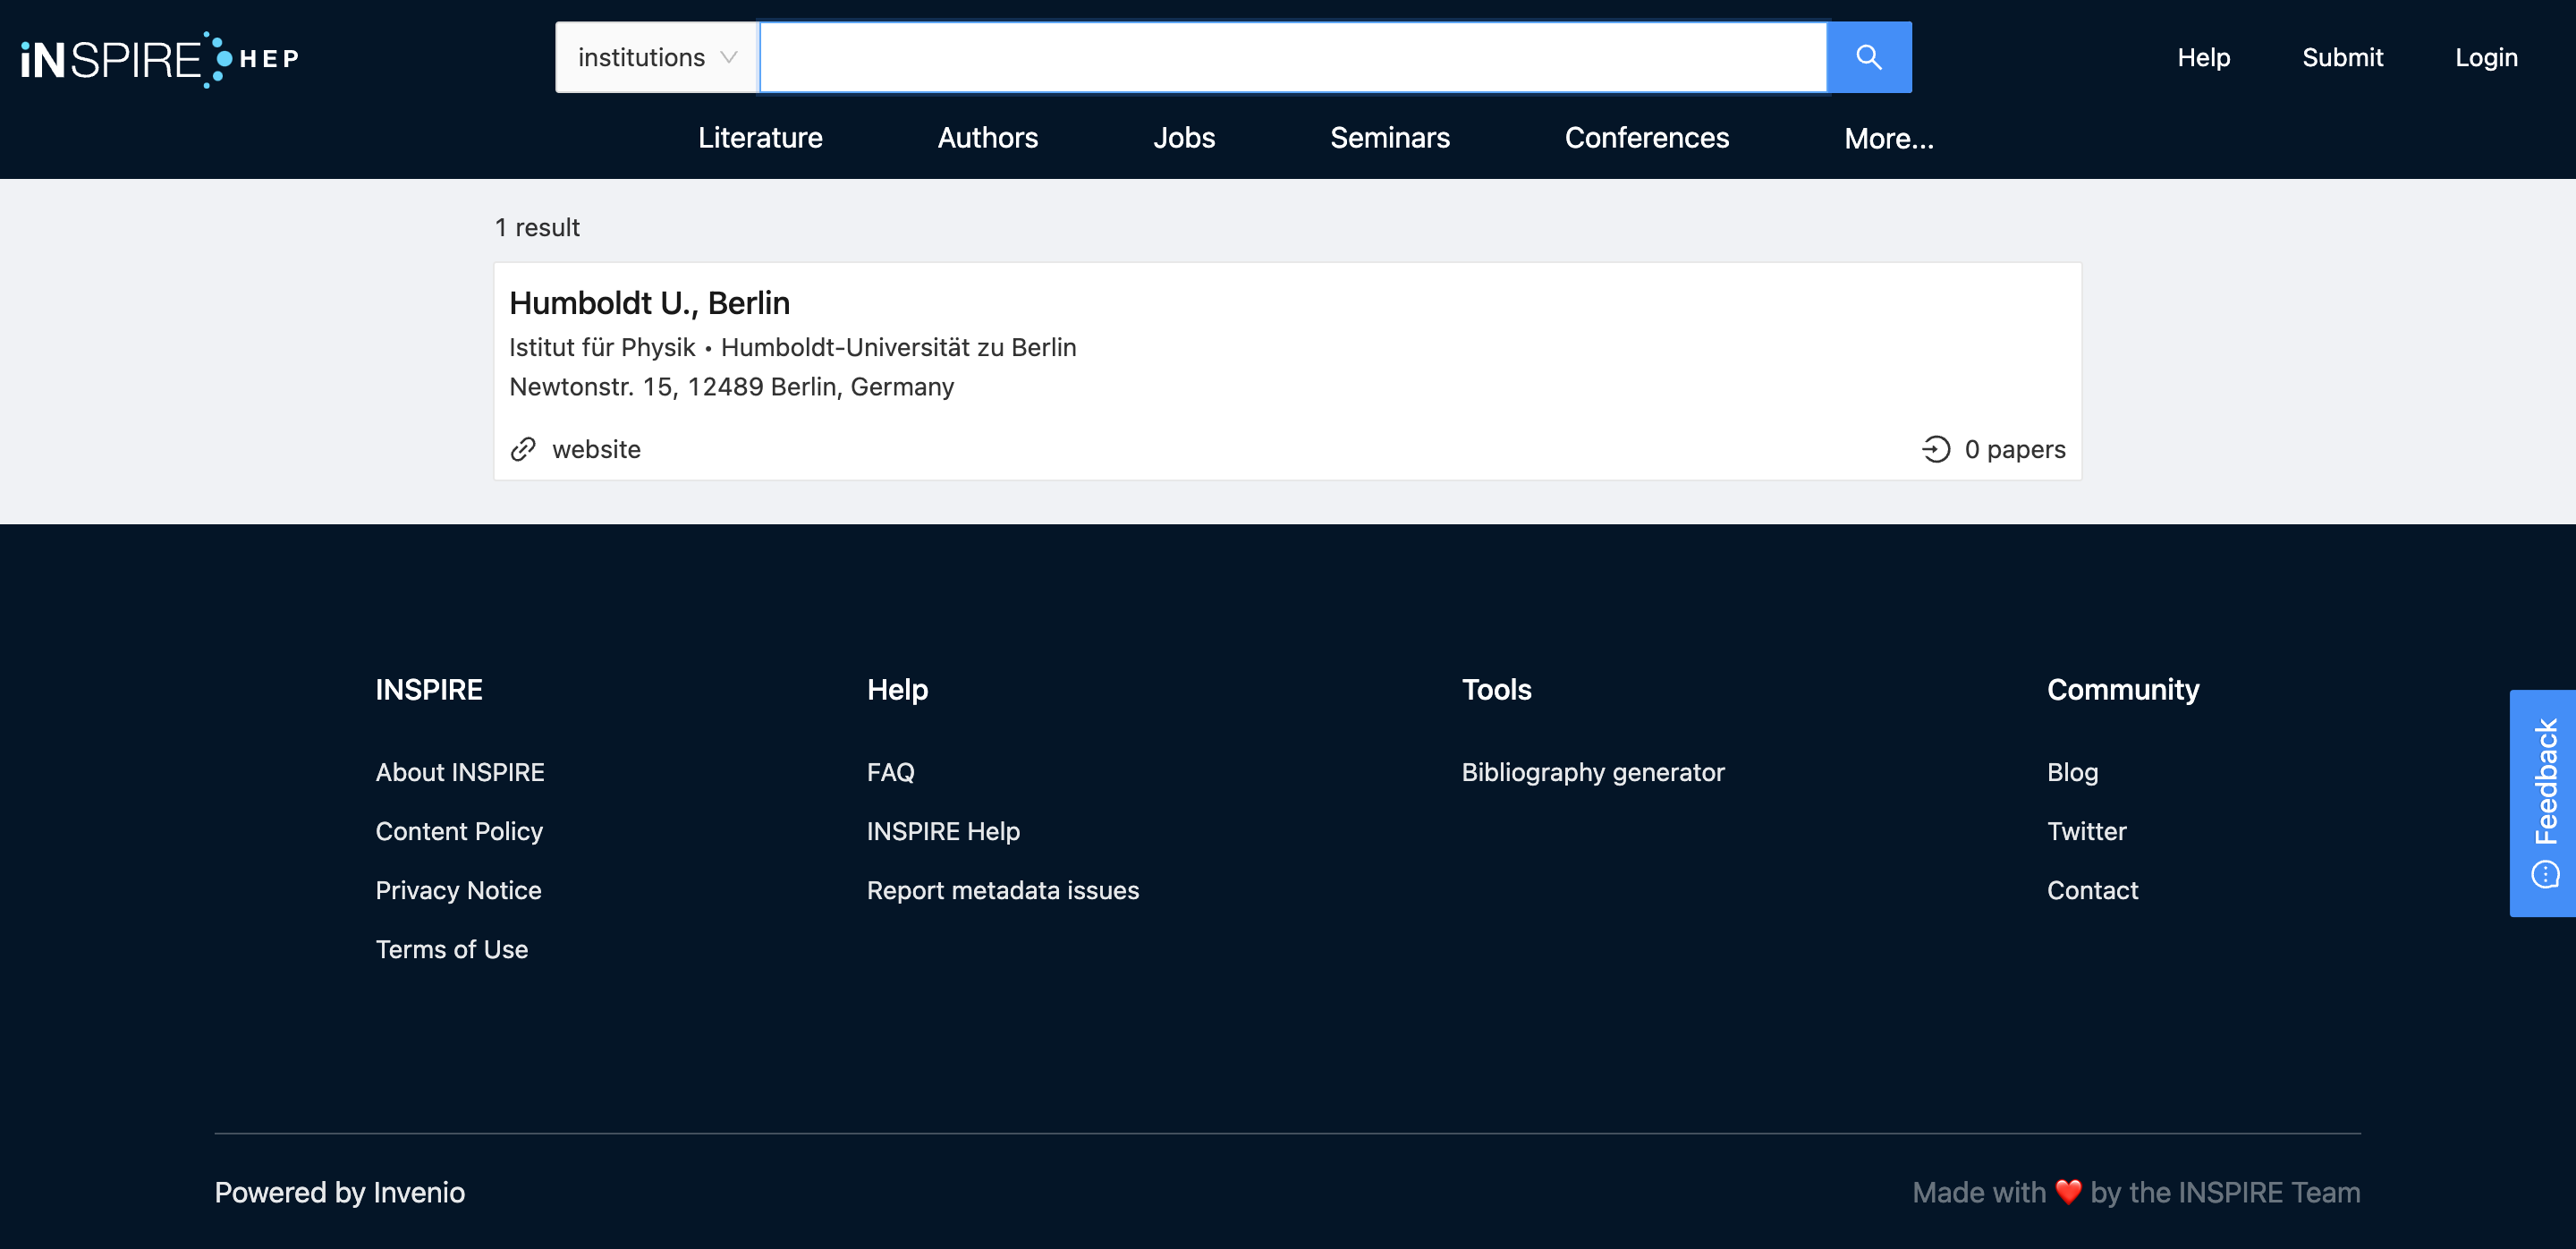 iNSPIRE HEP
institutions
Help Submit Login
Literature Authors Jobs Seminars Conferences More...
1 result
Humboldt U., Berlin
Istitut für Physik • Humboldt-Universität zu Berlin
Newtonstr. 15, 12489 Berlin, Germany
website
0 papers
INSPIRE
About INSPIRE
Content Policy
Privacy Notice
Terms of Use
Help
FAQ
INSPIRE Help
Report metadata issues
Tools
Bibliography generator
Community
Blog
Twitter
Contact
Feedback
Powered by Invenio
Made with ❤️ by the INSPIRE Team